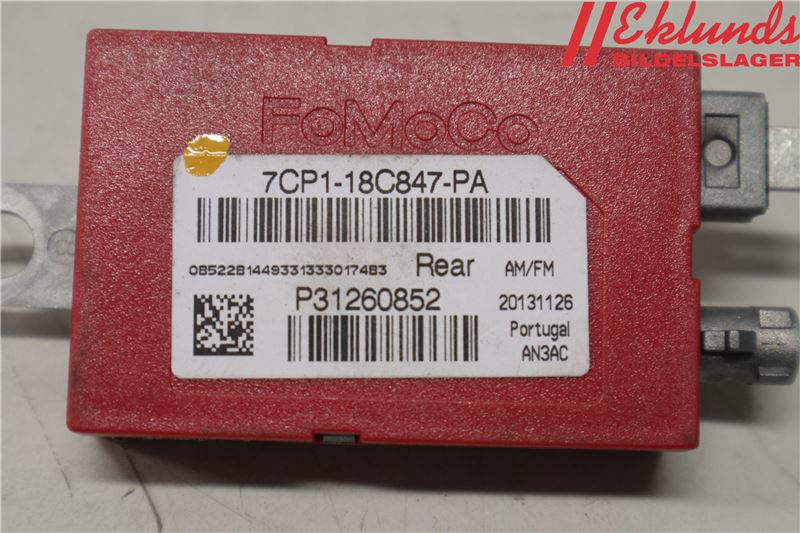 Eklunds
BILDELSLAGER
FoMoCo
7CP1-18C847-PA
0852281449331333017483 Rear AM/FM
P31260852 20131126
Portugal
AN3AC